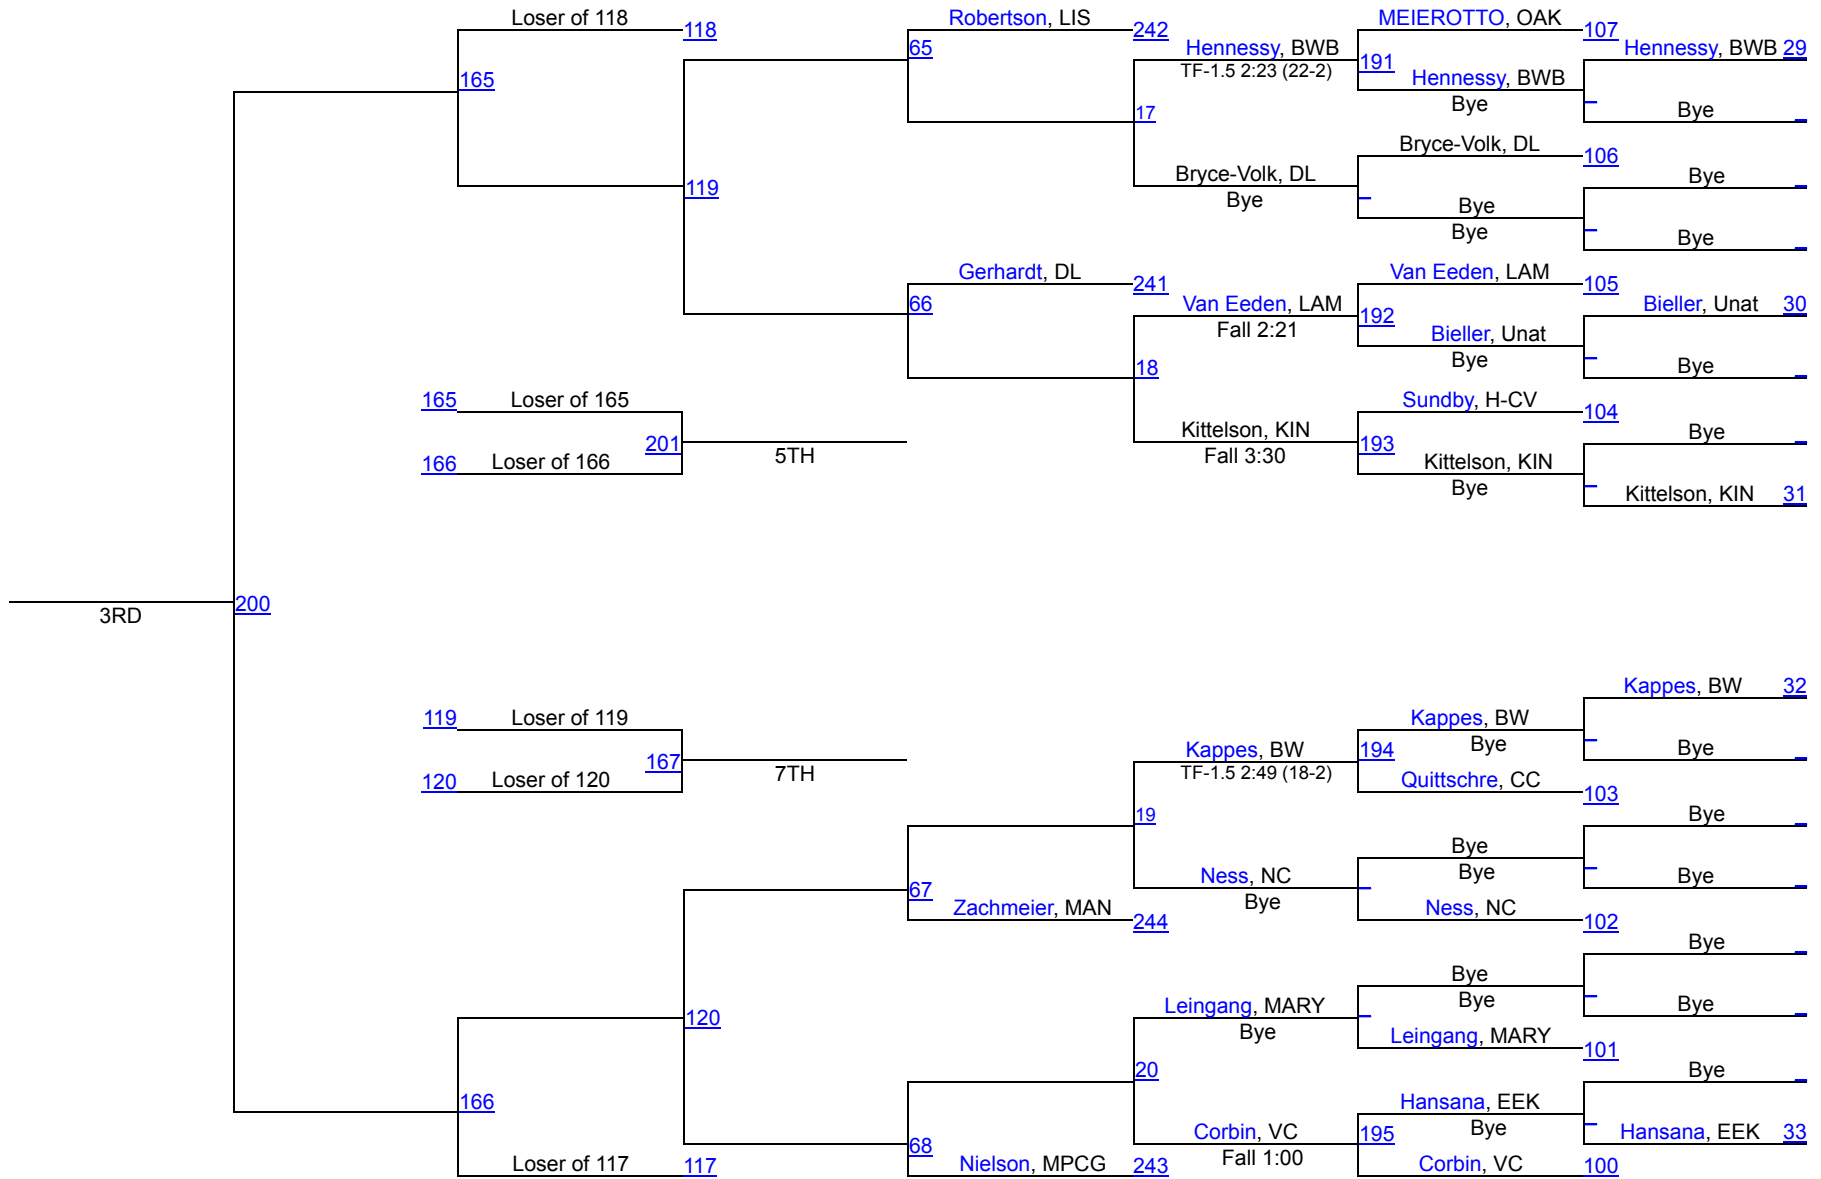 Loser of 118
118
Robertson, LIS
242
MEIEROTTO, OAK
107
65
Hennessy, BWB
TF-1.5 2:23 (22-2)
191
Hennessy, BWB 29
165
Hennessy, BWB
Bye
Bye
17
Bryce-Volk, DL
106
119
Bryce-Volk, DL
Bye
Bye
Bye
Bye
Bye
Gerhardt, DL
241
Van Eeden, LAM
105
66
Van Eeden, LAM
Fall 2:21
192
Bieller, Unat 30
Bieller, Unat
Bye
Bye
18
165 Loser of 165
Sundby, H-CV
104
201
5TH
Kittelson, KIN
Fall 3:30
193
Bye
166 Loser of 166
Kittelson, KIN
Bye
Kittelson, KIN 31
3RD
200
Kappes, BW 32
119 Loser of 119
Kappes, BW
Bye
167
7TH
Kappes, BW
TF-1.5 2:49 (18-2)
194
Bye
120 Loser of 120
Quittschre, CC
103
19
Bye
Bye
Bye
67
Ness, NC
Bye
Bye
Zachmeier, MAN
244
Ness, NC
102
Bye
Bye
Bye
120
Leingang, MARY
Bye
Bye
Leingang, MARY
101
20
Bye
166
Hansana, EEK
Bye
68
Corbin, VC
Fall 1:00
195
Hansana, EEK 33
Loser of 117
117
Nielson, MPCG
243
Corbin, VC
100